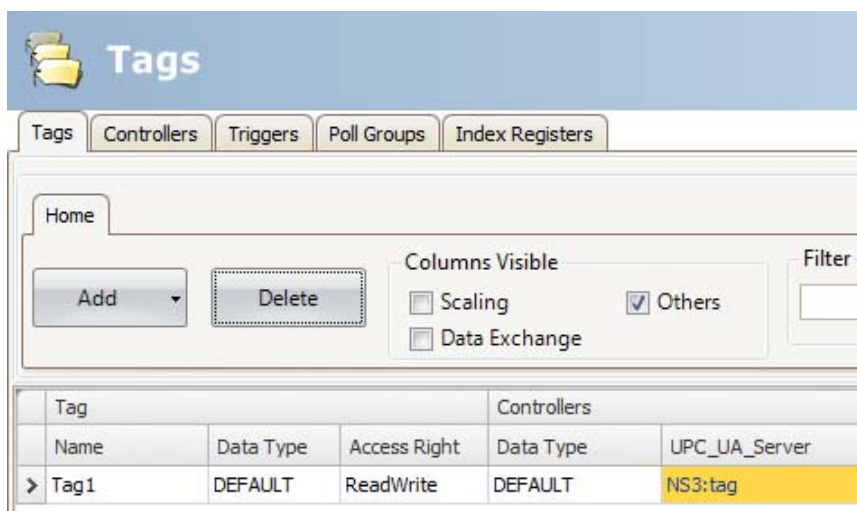 Tags
Tags Controllers Triggers Poll Groups Index Registers
Home
Add Delete
Columns Visible
Scaling Others
Data Exchange
Filter
Tag Controllers
Name Data Type Access Right Data Type UPC_UA_Server
> Tag1 DEFAULT ReadWrite DEFAULT NS3:tag